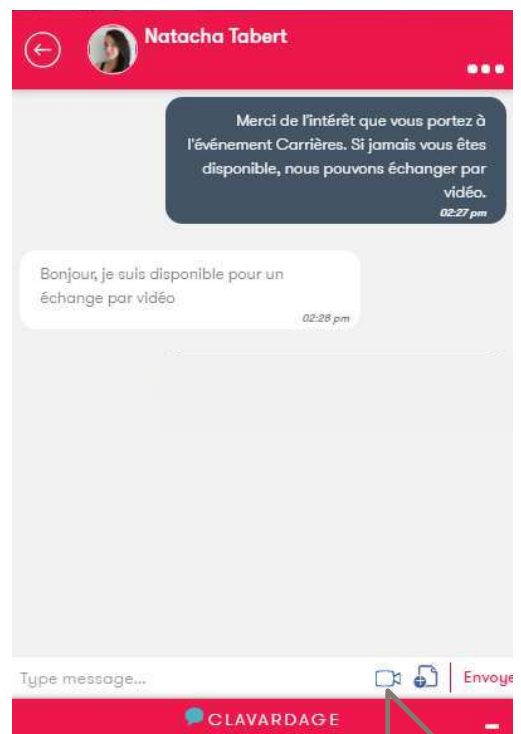 Natacha Tabert
Merci de l'intérêt que vous portez à
l'événement Carrières. Si jamais vous êtes
disponible, nous pouvons échanger par
vidéo.
02:27 pm
Bonjour, je suis disponible pour un
échange par vidéo
02:28 pm
Type message...
Envoye
CLAVARDAGE